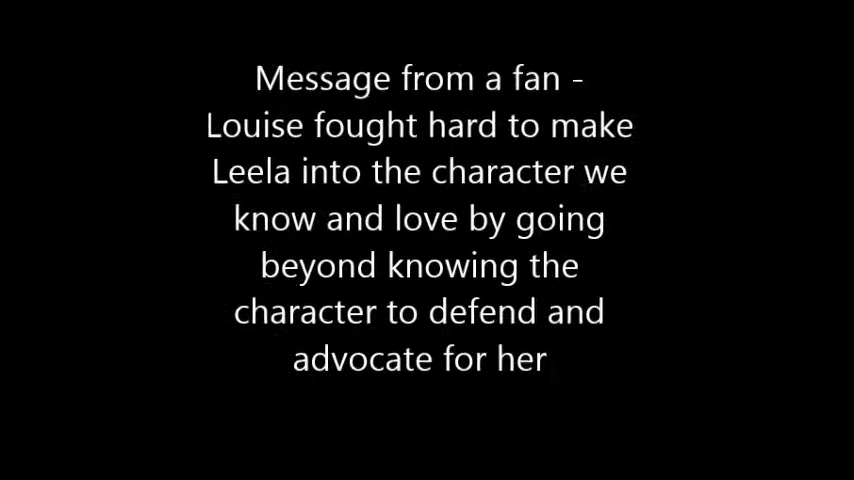 Message from a fan -
Louise fought hard to make
Leela into the character we
know and love by going
beyond knowing the
character to defend and
advocate for her